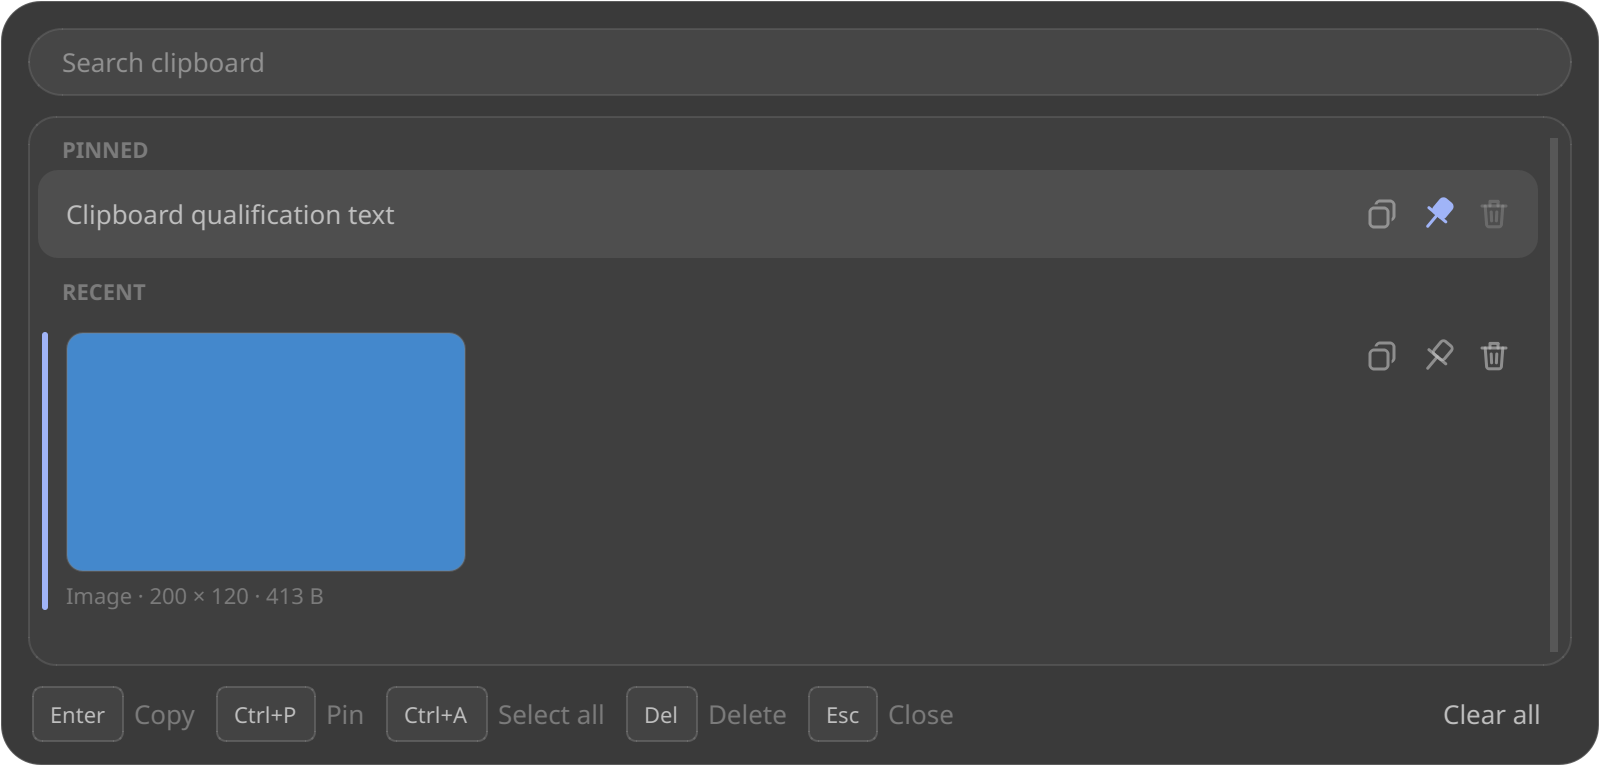 Search clipboard
PINNED
Clipboard qualification text
RECENT
Image · 200 × 120 · 413 B
Enter Copy Ctrl+P Pin Ctrl+A Select all Del Delete Esc Close Clear all